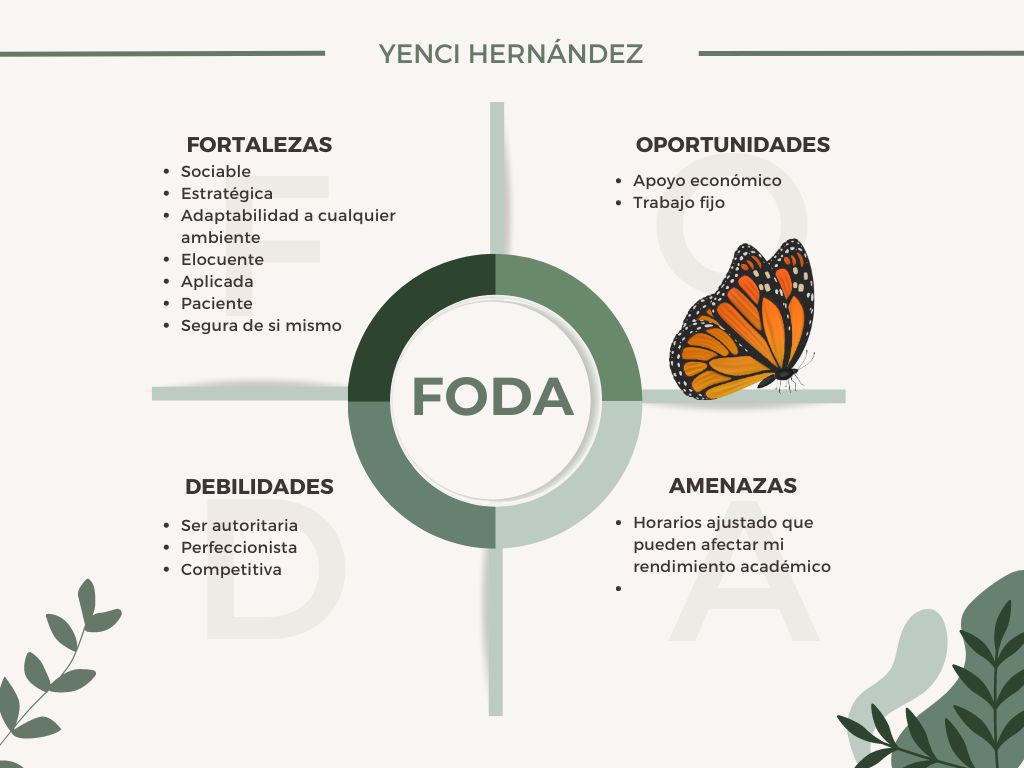 YENCI HERNÁNDEZ
FORTALEZAS
• Sociable
• Estratégica
• Adaptabilidad a cualquier
ambiente
• Elocuente
• Aplicada
• Paciente
• Segura de si mismo
F
OPORTUNIDADES
• Apoyo económico
• Trabajo fijo
O
FODA
DEBILIDADES
• Ser autoritaria
• Perfeccionista
• Competitiva
D
AMENAZAS
• Horarios ajustado que
pueden afectar mi
rendimiento académico
•
A